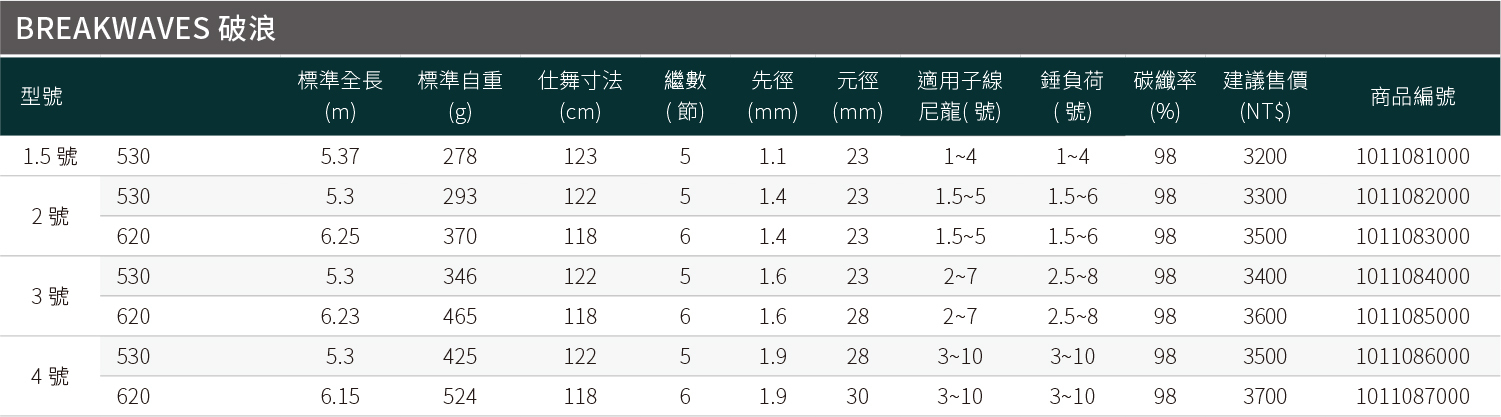 BREAKWAVES 破浪
型號 標準全長 (m) 標準自重 (g) 仕舞寸法 (cm) 繼數 ( 節) 先徑 (mm) 元徑 (mm) 適用子線 尼龍( 號) 錘負荷 ( 號) 碳纖率 (%) 建議售價 (NT$) 商品編號
1.5 號 530 5.37 278 123 5 1.1 23 1~4 1~4 98 3200 1011081000
2 號 530 5.3 293 122 5 1.4 23 1.5~5 1.5~6 98 3300 1011082000
620 6.25 370 118 6 1.4 23 1.5~5 1.5~6 98 3500 1011083000
3 號 530 5.3 346 122 5 1.6 23 2~7 2.5~8 98 3400 1011084000
620 6.23 465 118 6 1.6 28 2~7 2.5~8 98 3600 1011085000
4 號 530 5.3 425 122 5 1.9 28 3~10 3~10 98 3500 1011086000
620 6.15 524 118 6 1.9 30 3~10 3~10 98 3700 1011087000